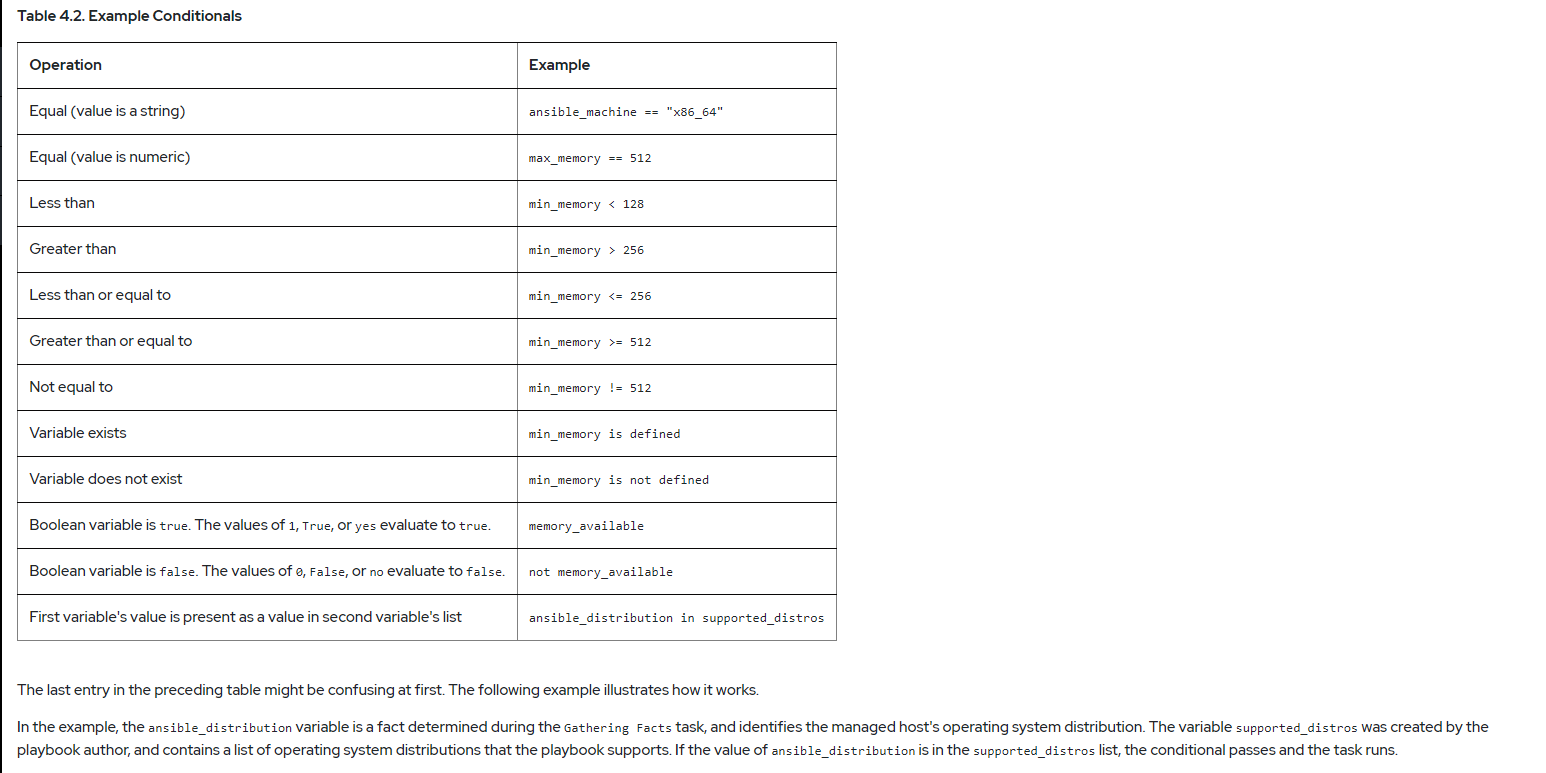 Table 4.2. Example Conditionals
Operation
Example
Equal (value is a string)
ansible_machine == "x86_64"
Equal (value is numeric)
max_memory == 512
Less than
min_memory < 128
Greater than
min_memory > 256
Less than or equal to
min_memory <= 256
Greater than or equal to
min_memory >= 512
Not equal to
min_memory != 512
Variable exists
min_memory is defined
Variable does not exist
min_memory is not defined
Boolean variable is true. The values of 1, True, or yes evaluate to true.
memory_available
Boolean variable is false. The values of 0, False, or no evaluate to false.
not memory_available
First variable's value is present as a value in second variable's list
ansible_distribution in supported_distros
The last entry in the preceding table might be confusing at first. The following example illustrates how it works.
In the example, the ansible_distribution variable is a fact determined during the Gathering Facts task, and identifies the managed host's operating system distribution. The variable supported_distros was created by the
playbook author, and contains a list of operating system distributions that the playbook supports. If the value of ansible_distribution is in the supported_distros list, the conditional passes and the task runs.